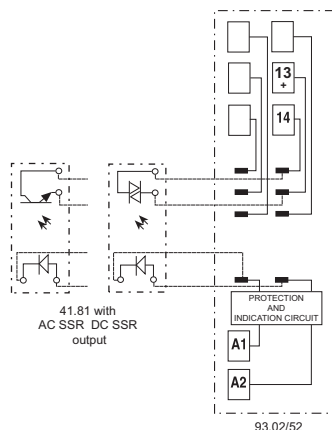 13
+
14
41.81 with
AC SSR DC SSR
output
PROTECTION
AND
INDICATION CIRCUIT
A1
A2
93.02/52